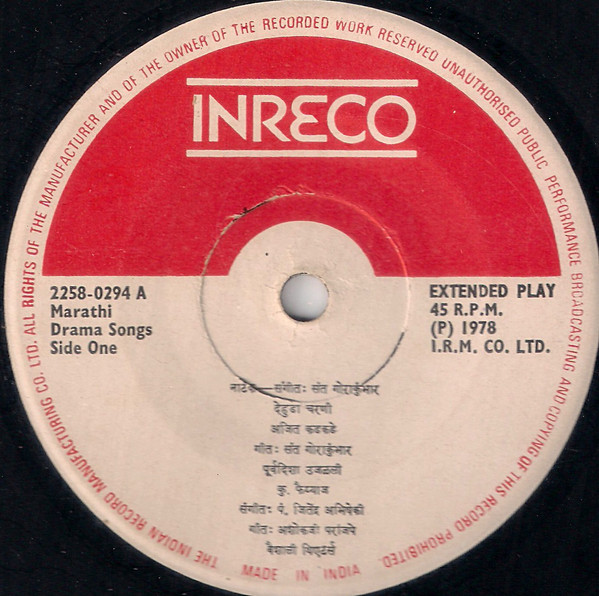 THE INDIAN RECORD MANUFACTURING CO. LTD. ALL RIGHTS OF THE MANUFACTURER AND OF THE OWNER OF THE RECORDED WORK RESERVED UNAUTHORISED PUBLIC PERFORMANCE BROADCASTING AND COPYING OF THIS RECORD PROHIBITED.
INRECO
2258-0294 A
Marathi
Drama Songs
Side One
EXTENDED PLAY
45 R.P.M.
(P) 1978
I.R.M. CO. LTD.
नाटक—संगीतः संत गोराकुंभार
देहुडा चरणी
अजित कडकडे
गीतः संत गोराकुंभार
पूर्वदिशा उजळली
कु. फैय्याज
संगीतः पं. जितेंद्र अभिषेकी
गीतः अशोकजी परांजपे
वैशाली थिएटर्स
MADE IN INDIA